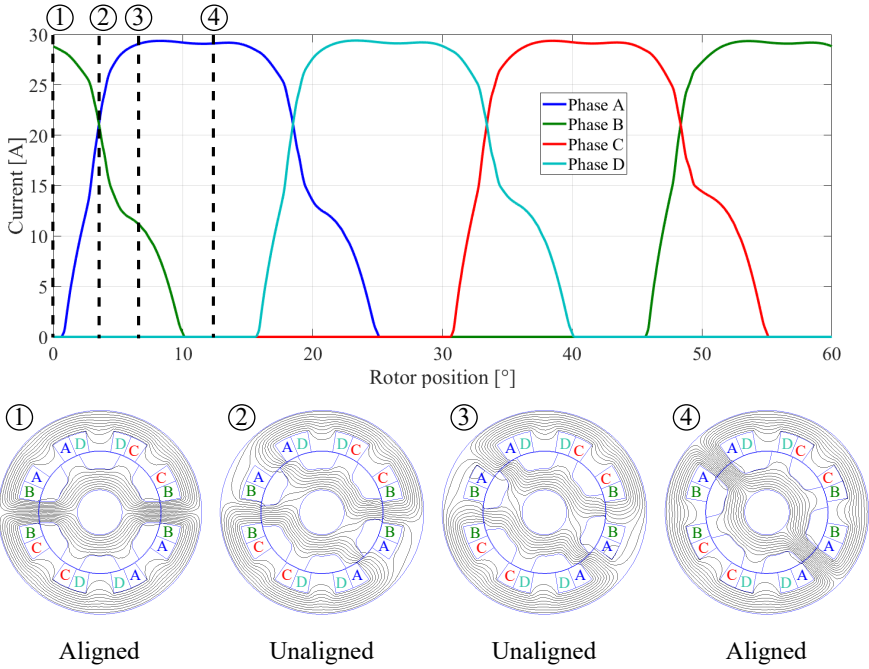 ① ② ③ ④
30
25
20
15
10
5
0
Current [A]
Phase A
Phase B
Phase C
Phase D
0 10 20 30 40 50 60
Rotor position [°]
① ② ③ ④
A D D C
A C
B B
B B
C A
C D D A
A D D C
A C
B B
B B
C A
C D D A
A D D C
A C
B B
B B
C A
C D D A
A D D C
A C
B B
B B
C A
C D D A
Aligned Unaligned Unaligned Aligned